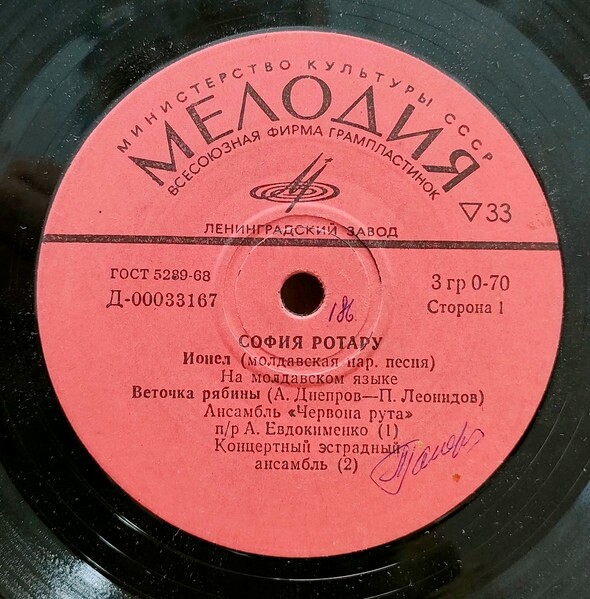 МИНИСТЕРСТВО КУЛЬТУРЫ СССР
МЕЛОДИЯ
ВСЕСОЮЗНАЯ ФИРМА ГРАМПЛАСТИНОК
▽33
ЛЕНИНГРАДСКИЙ ЗАВОД
ГОСТ 5289-68
3 гр 0-70
Д-00033167
Сторона 1
186
СОФИЯ РОТАРУ
Ионел (молдавская нар. песня)
На молдавском языке
Веточка рябины (А. Днепров—П. Леонидов)
Ансамбль «Червона рута»
п/р А. Евдокименко (1)
Концертный эстрадный
ансамбль (2)